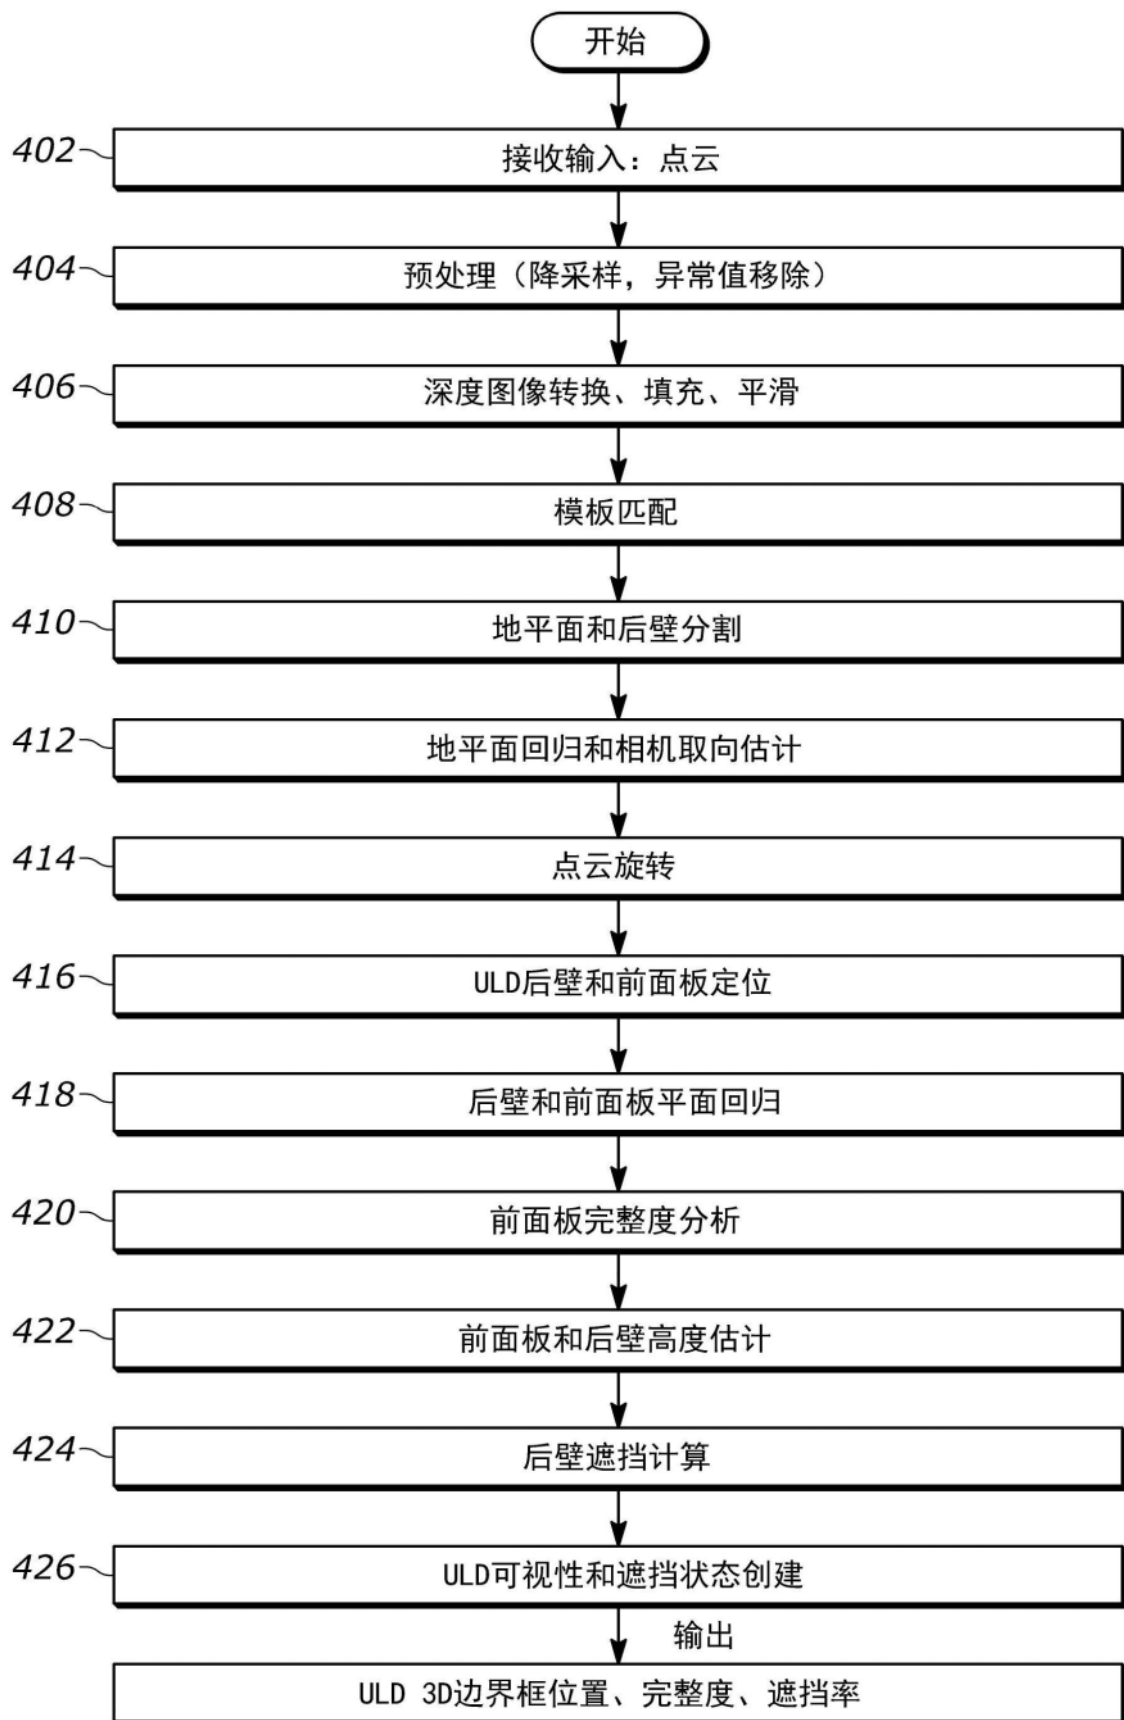 开始
402
接收输入：点云
404
预处理（降采样，异常值移除）
406
深度图像转换、填充、平滑
408
模板匹配
410
地平面和后壁分割
412
地平面回归和相机取向估计
414
点云旋转
416
ULD后壁和前面板定位
418
后壁和前面板平面回归
420
前面板完整度分析
422
前面板和后壁高度估计
424
后壁遮挡计算
426
ULD可视性和遮挡状态创建
输出
ULD 3D边界框位置、完整度、遮挡率